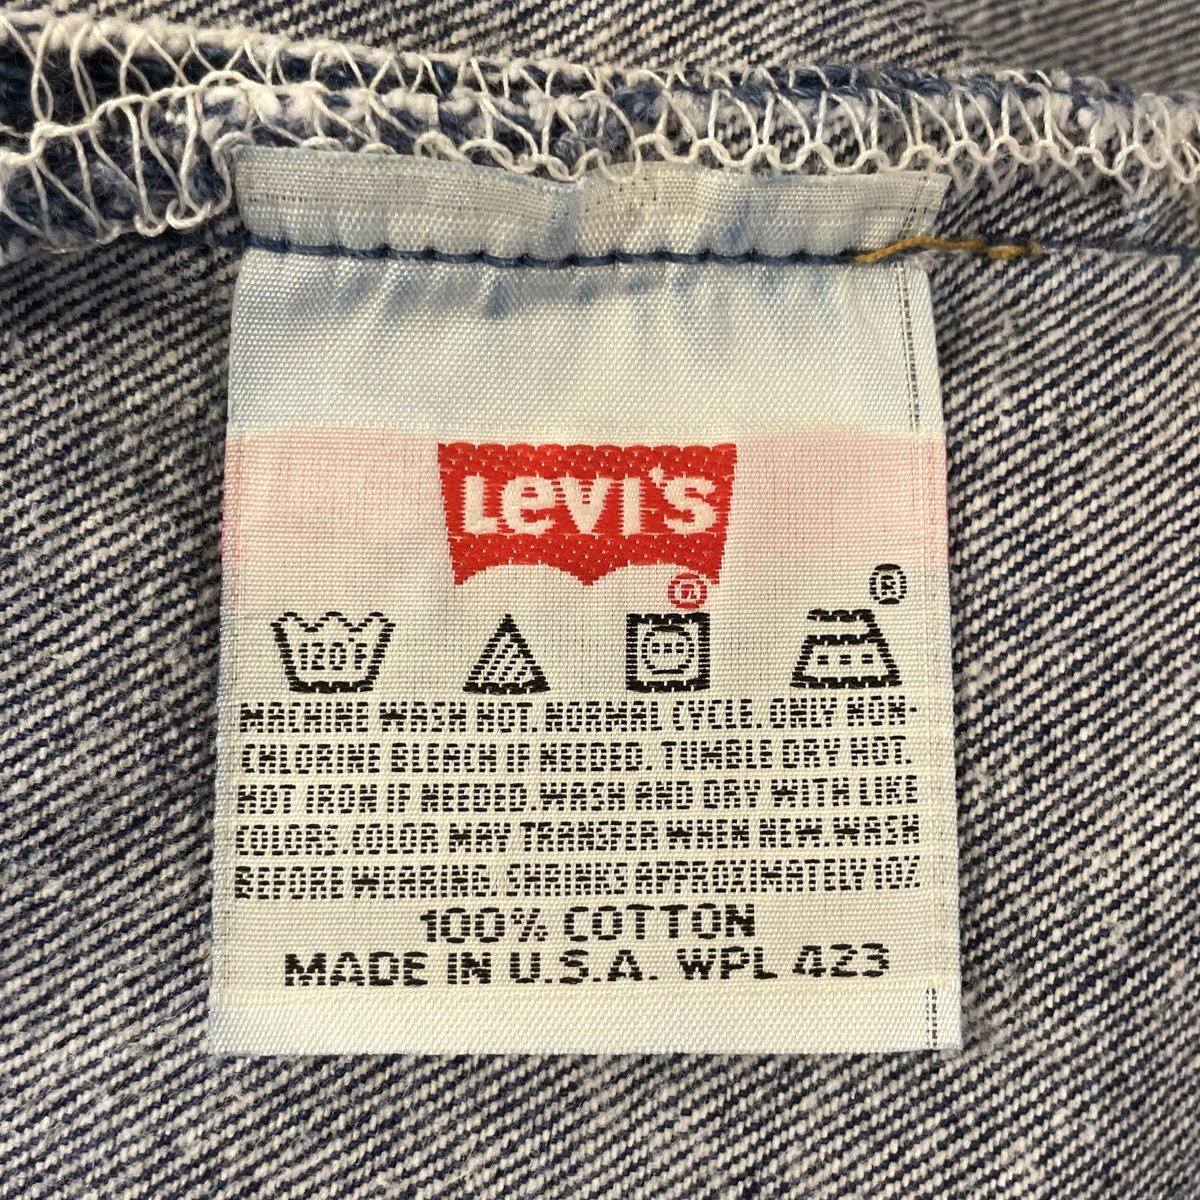 LEVI'S
®
®
120F
MACHINE WASH HOT. NORMAL CYCLE. ONLY NON-
CHLORINE BLEACH IF NEEDED. TUMBLE DRY HOT.
HOT IRON IF NEEDED. WASH AND DRY WITH LIKE
COLORS. COLOR MAY TRANSFER WHEN NEW. WASH
BEFORE WEARING. SHRINKS APPROXIMATELY 10%
100% COTTON
MADE IN U.S.A. WPL 423